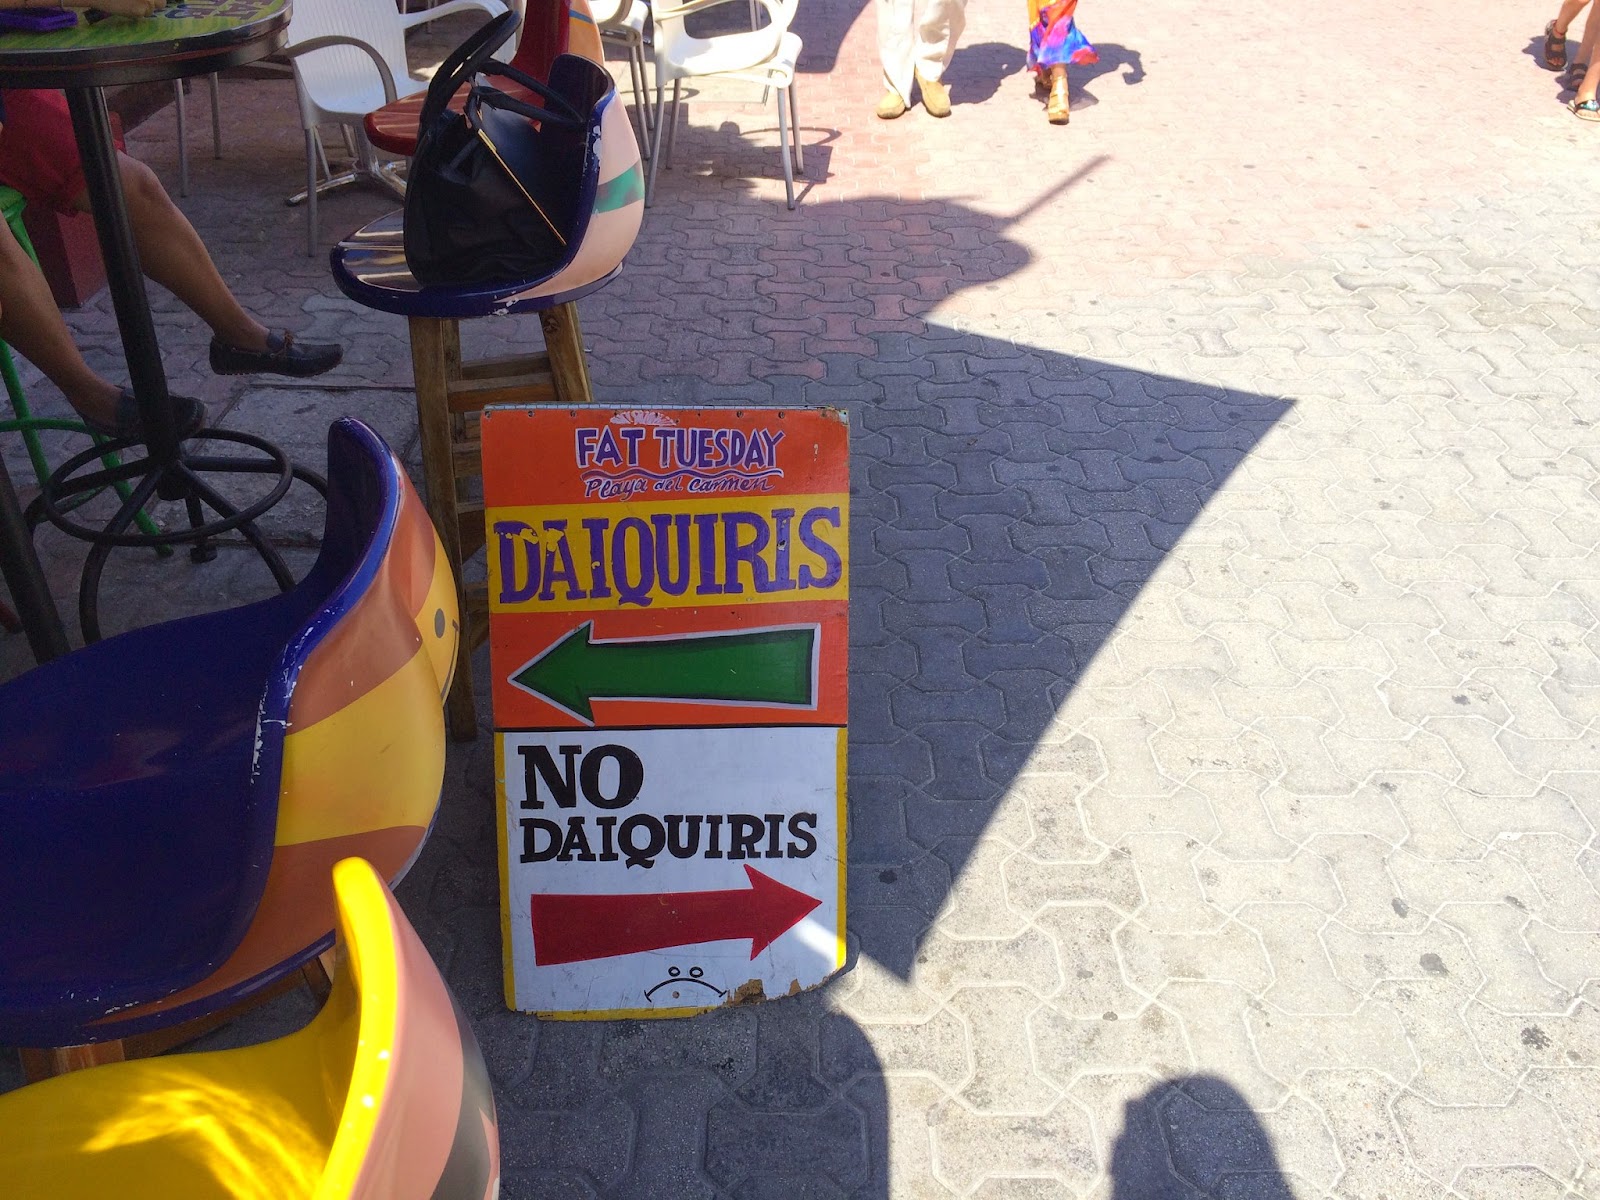 FAT TUESDAY
Playa del Carmen
DAIQUIRIS
NO
DAIQUIRIS